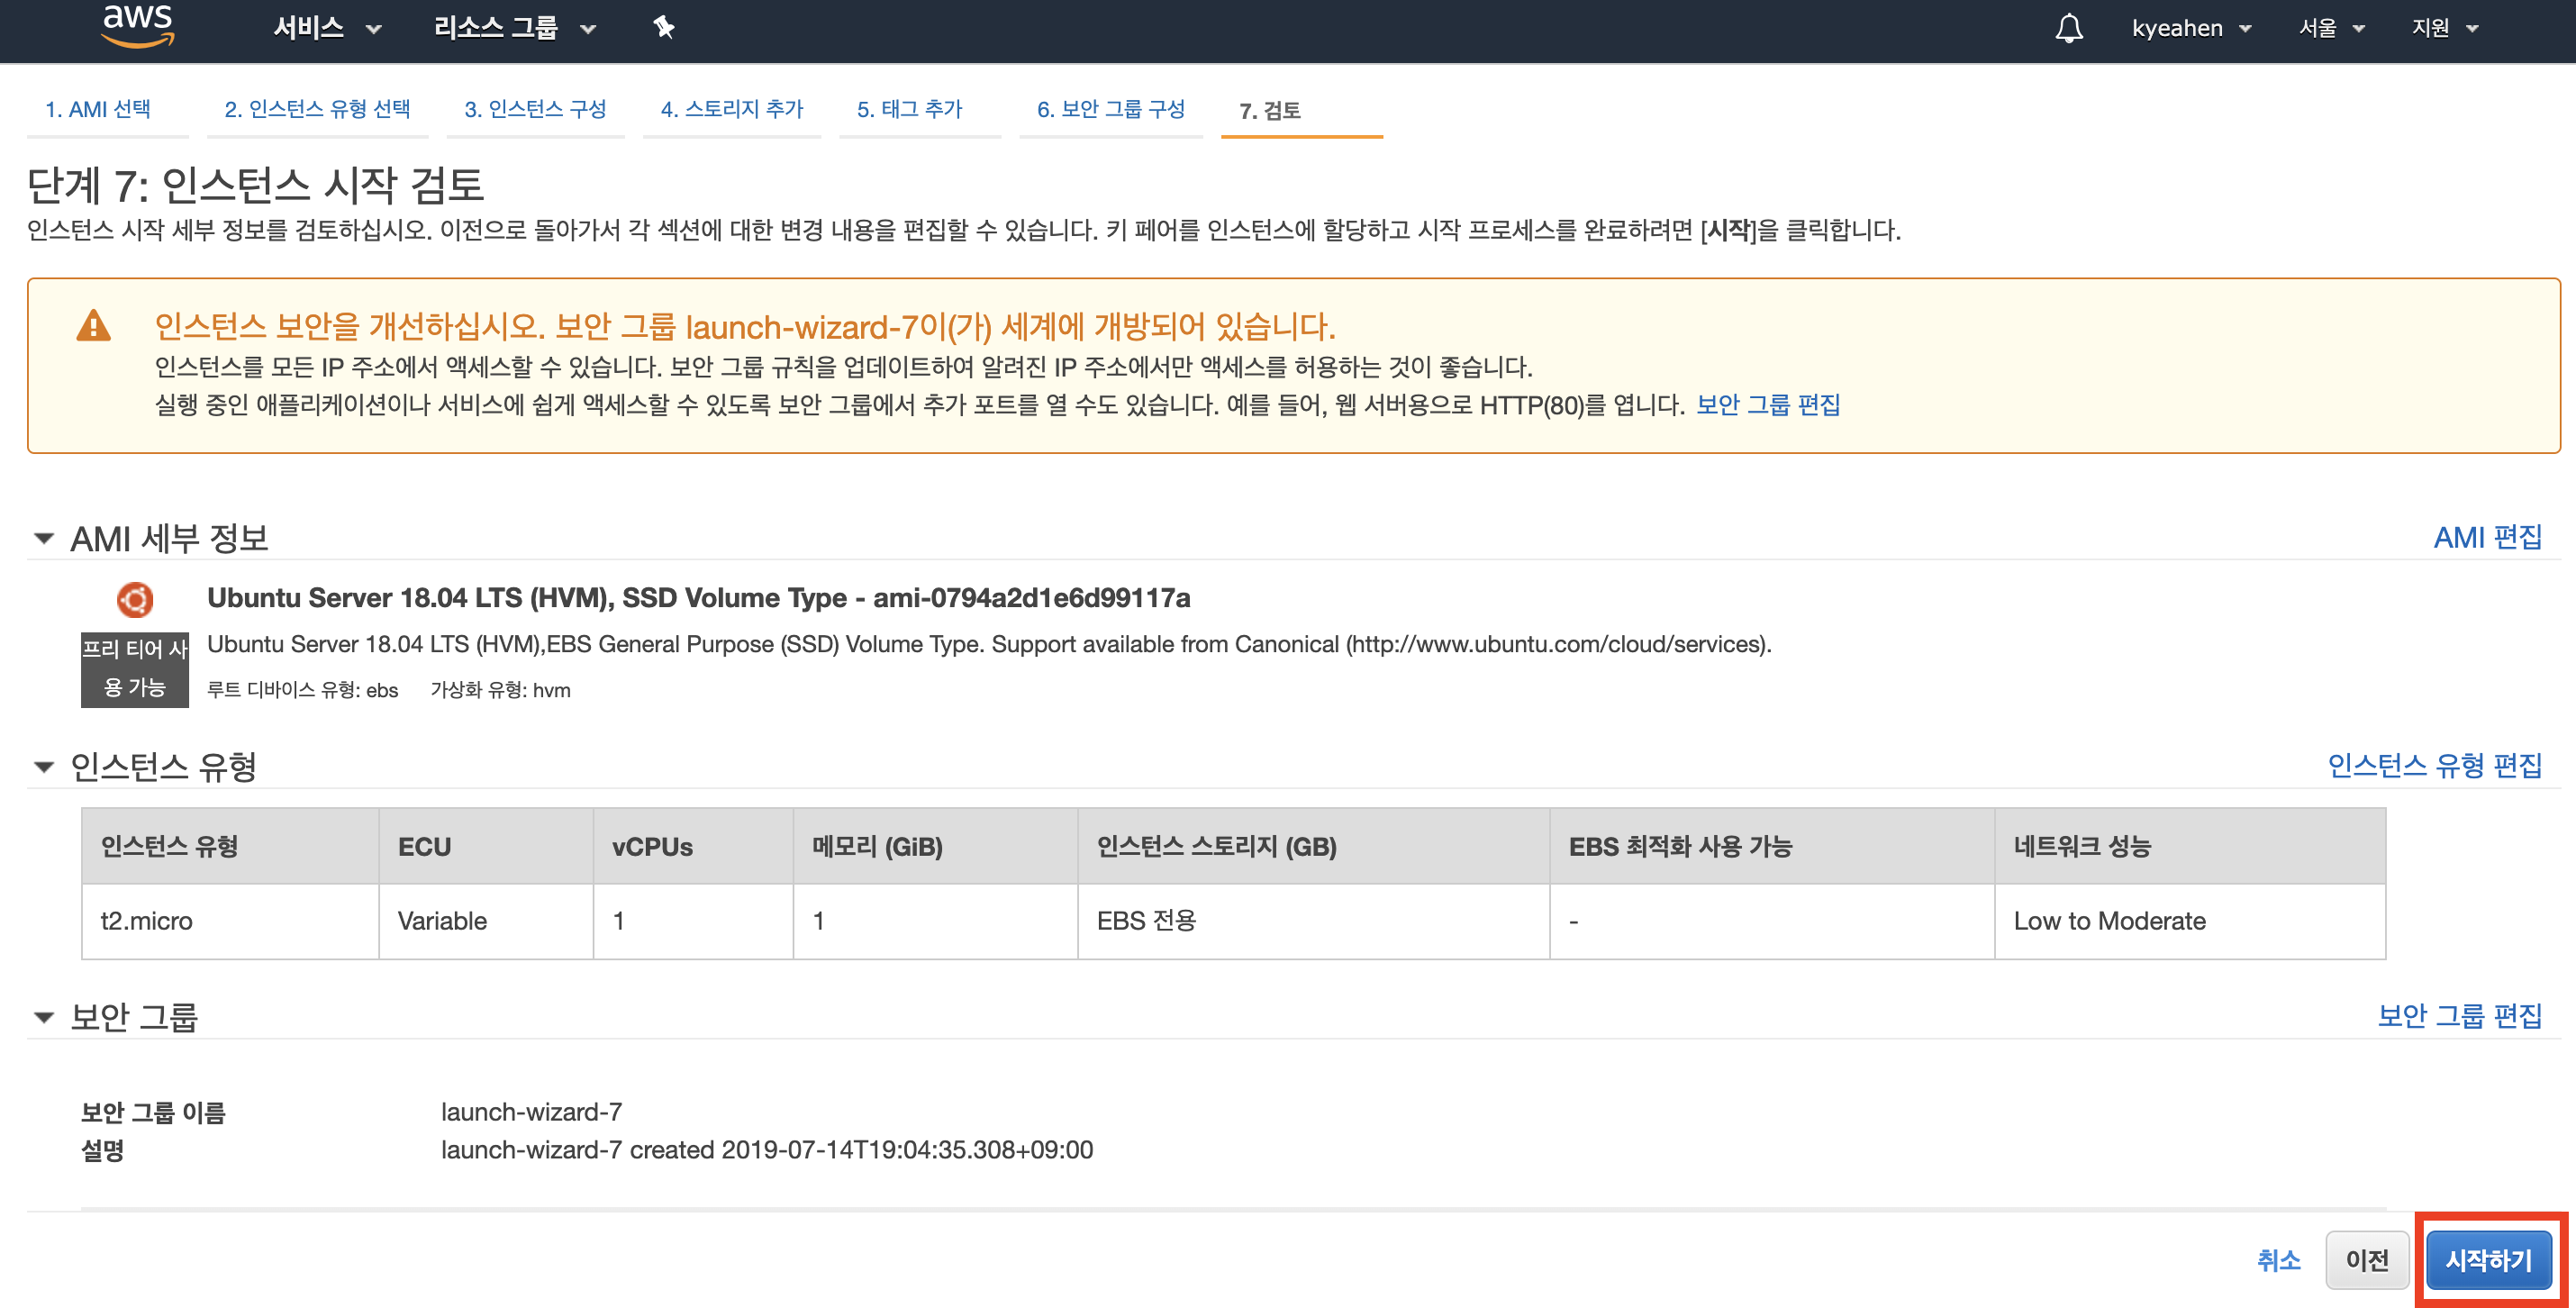 aws 서비스 리소스 그룹 kyeahen 서울 지원
1. AMI 선택 2. 인스턴스 유형 선택 3. 인스턴스 구성 4. 스토리지 추가 5. 태그 추가 6. 보안 그룹 구성 7. 검토
단계 7: 인스턴스 시작 검토
인스턴스 시작 세부 정보를 검토하십시오. 이전으로 돌아가서 각 섹션에 대한 변경 내용을 편집할 수 있습니다. 키 페어를 인스턴스에 할당하고 시작 프로세스를 완료하려면 [시작]을 클릭합니다.
인스턴스 보안을 개선하십시오. 보안 그룹 launch-wizard-7이(가) 세계에 개방되어 있습니다.
인스턴스를 모든 IP 주소에서 액세스할 수 있습니다. 보안 그룹 규칙을 업데이트하여 알려진 IP 주소에서만 액세스를 허용하는 것이 좋습니다.
실행 중인 애플리케이션이나 서비스에 쉽게 액세스할 수 있도록 보안 그룹에서 추가 포트를 열 수도 있습니다. 예를 들어, 웹 서버용으로 HTTP(80)를 엽니다. 보안 그룹 편집
AMI 세부 정보 AMI 편집
Ubuntu Server 18.04 LTS (HVM), SSD Volume Type - ami-0794a2d1e6d99117a
프리 티어 사
용 가능
Ubuntu Server 18.04 LTS (HVM),EBS General Purpose (SSD) Volume Type. Support available from Canonical (http://www.ubuntu.com/cloud/services).
루트 디바이스 유형: ebs 가상화 유형: hvm
인스턴스 유형 인스턴스 유형 편집
인스턴스 유형 ECU vCPUs 메모리 (GiB) 인스턴스 스토리지 (GB) EBS 최적화 사용 가능 네트워크 성능
t2.micro Variable 1 1 EBS 전용 - Low to Moderate
보안 그룹 보안 그룹 편집
보안 그룹 이름 launch-wizard-7
설명 launch-wizard-7 created 2019-07-14T19:04:35.308+09:00
취소 이전 시작하기